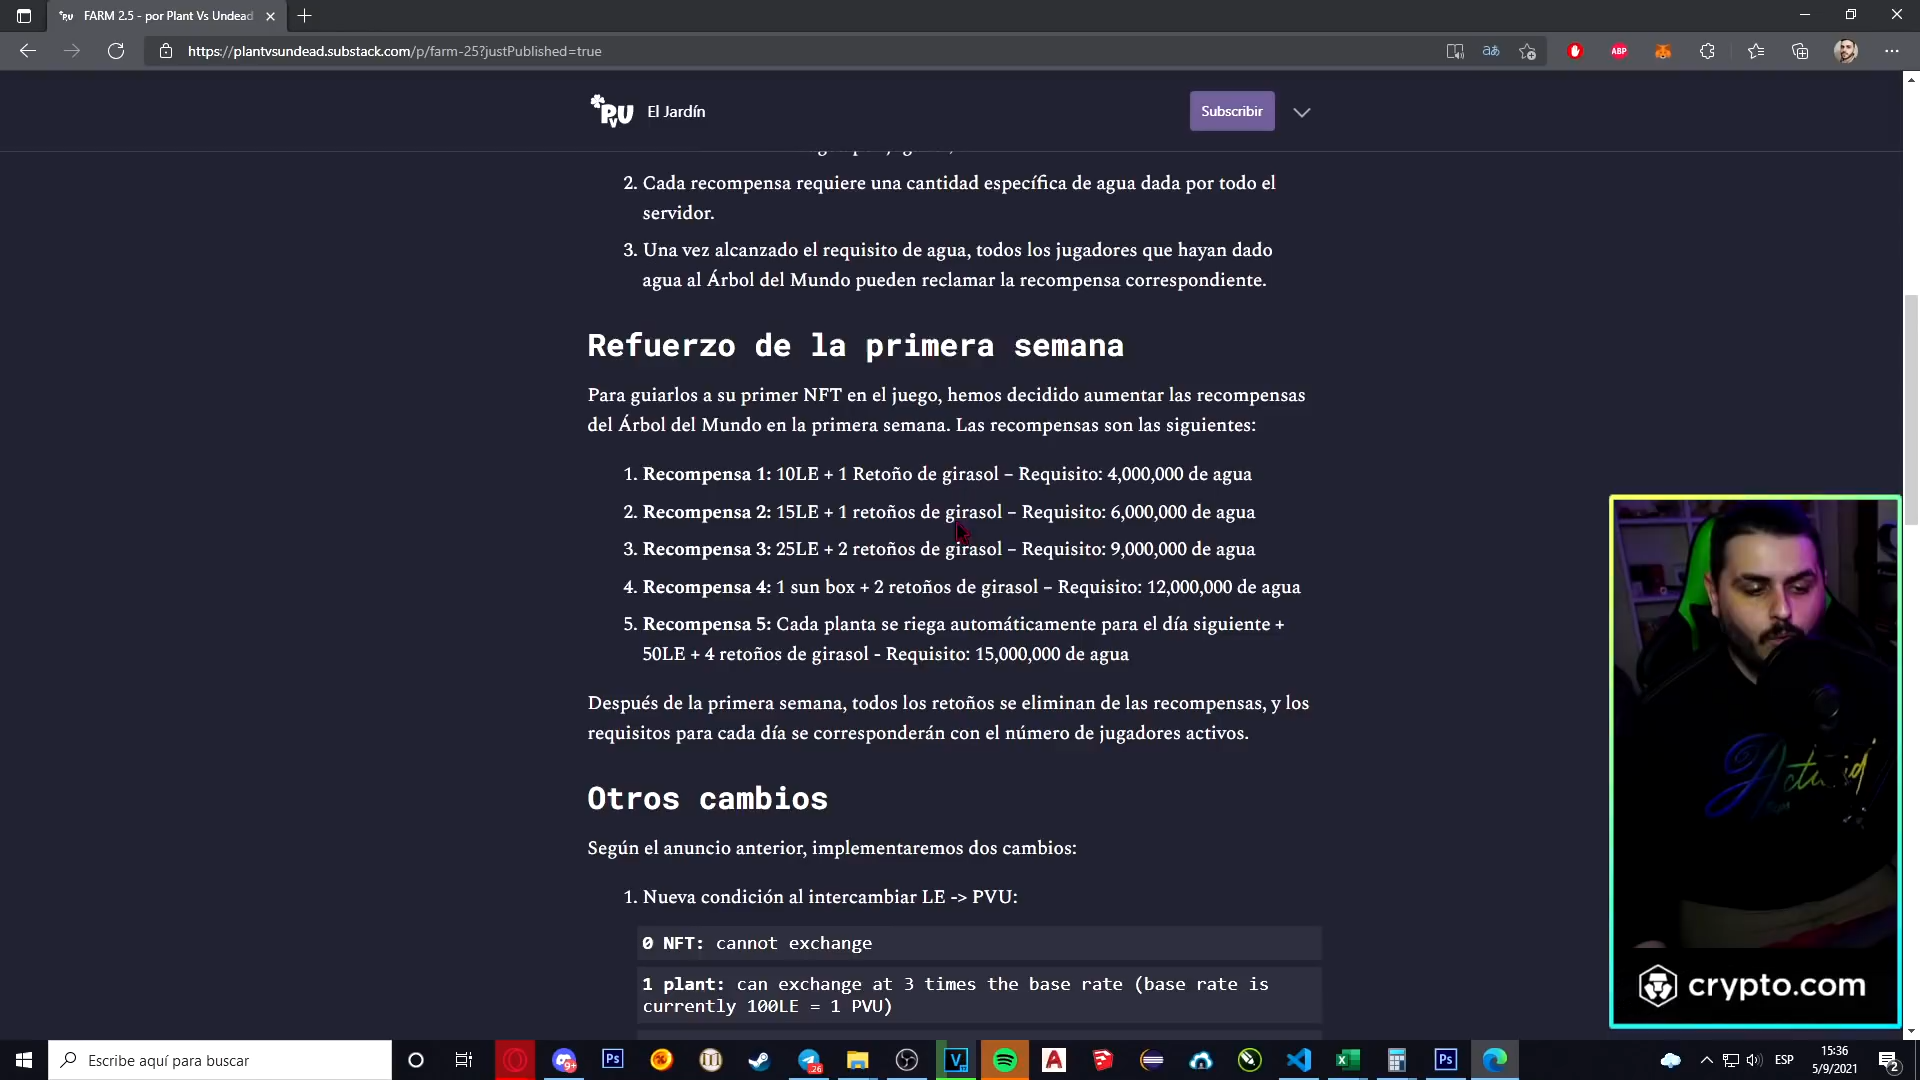 FARM 2.5 - por Plant Vs Undead
https://plantvsundead.substack.com/p/farm-25?justPublished=true
aあ
ABP
PvU El Jardín
Subscribir
2. Cada recompensa requiere una cantidad específica de agua dada por todo el
servidor.
3. Una vez alcanzado el requisito de agua, todos los jugadores que hayan dado
agua al Árbol del Mundo pueden reclamar la recompensa correspondiente.
Refuerzo de la primera semana
Para guiarlos a su primer NFT en el juego, hemos decidido aumentar las recompensas
del Árbol del Mundo en la primera semana. Las recompensas son las siguientes:
1. Recompensa 1: 10LE + 1 Retoño de girasol – Requisito: 4,000,000 de agua
2. Recompensa 2: 15LE + 1 retoños de girasol – Requisito: 6,000,000 de agua
3. Recompensa 3: 25LE + 2 retoños de girasol – Requisito: 9,000,000 de agua
4. Recompensa 4: 1 sun box + 2 retoños de girasol – Requisito: 12,000,000 de agua
5. Recompensa 5: Cada planta se riega automáticamente para el día siguiente +
50LE + 4 retoños de girasol - Requisito: 15,000,000 de agua
Después de la primera semana, todos los retoños se eliminan de las recompensas, y los
requisitos para cada día se corresponderán con el número de jugadores activos.
Otros cambios
Según el anuncio anterior, implementaremos dos cambios:
1. Nueva condición al intercambiar LE -> PVU:
0 NFT: cannot exchange
1 plant: can exchange at 3 times the base rate (base rate is
currently 100LE = 1 PVU)
crypto.com
Escribe aquí para buscar
9+
Ps
26
Ps
ESP
15:36
5/9/2021
2